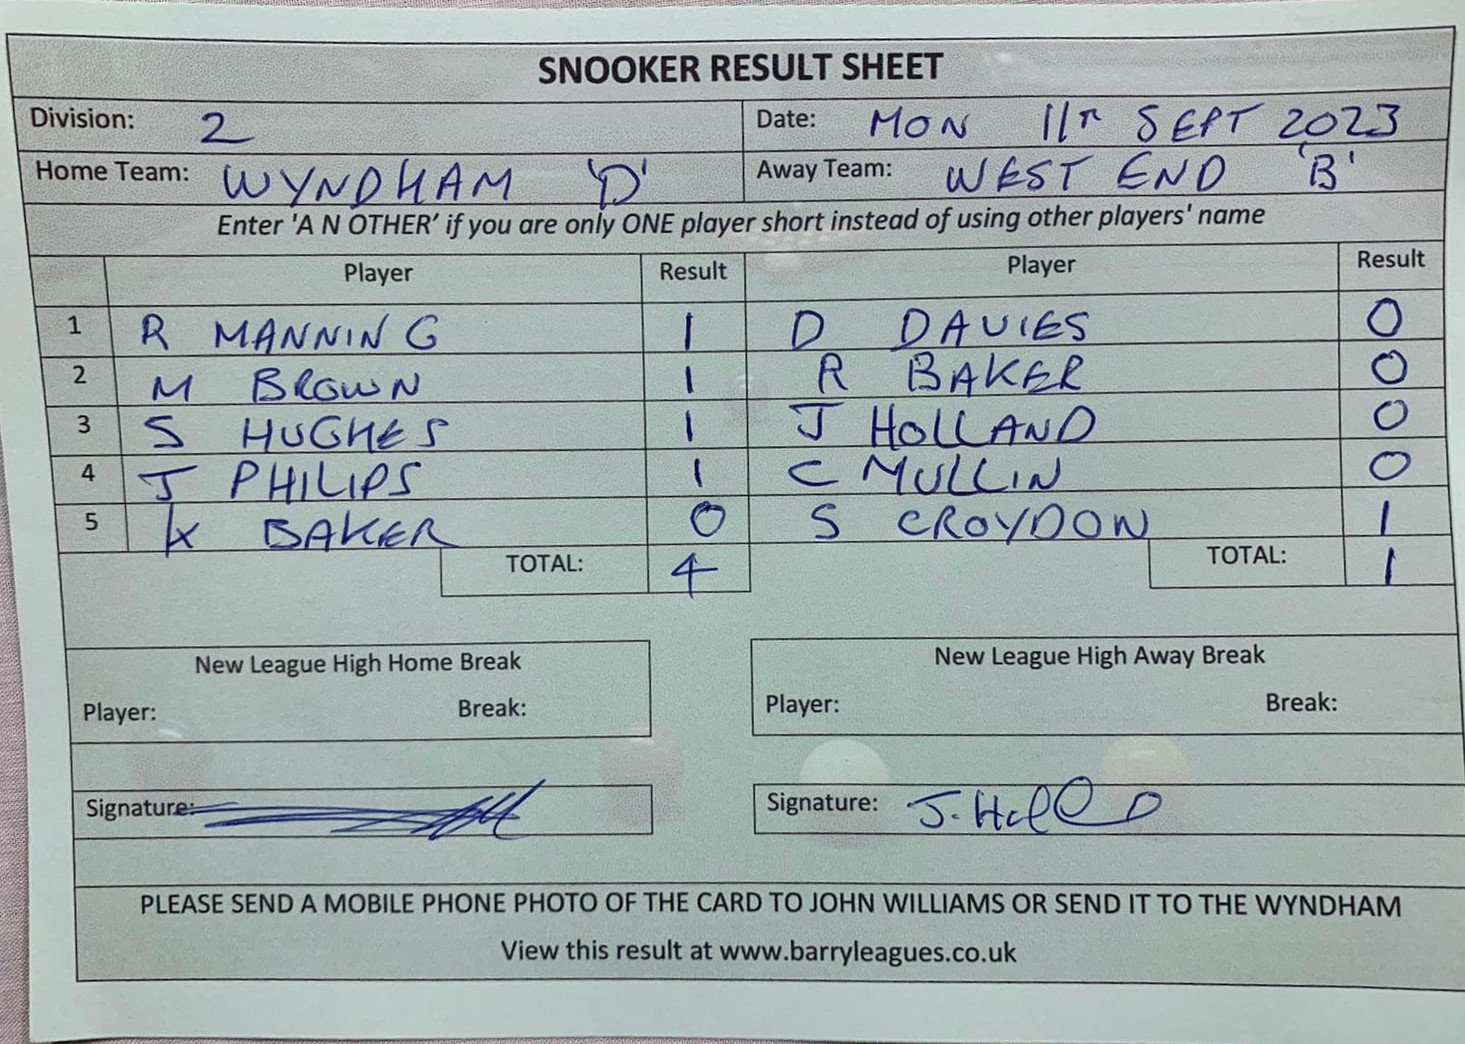 SNOOKER RESULT SHEET
Division: 2 Date: MON 11TH SEPT 2023
Home Team: WYNDHAM 'D' Away Team: WEST END 'B'
Enter 'A N OTHER' if you are only ONE player short instead of using other players' name
Player Result Player Result
1 R MANNING 1 D DAVIES 0
2 M BROWN 1 R BAKER 0
3 S HUGHES 1 J HOLLAND 0
4 J PHILIPS 1 C MULLIN 0
5 K BAKER 0 S CROYDON 1
TOTAL: 4 TOTAL: 1
New League High Home Break New League High Away Break
Player: Break: Player: Break:
Signature: Signature: J. Hol
PLEASE SEND A MOBILE PHONE PHOTO OF THE CARD TO JOHN WILLIAMS OR SEND IT TO THE WYNDHAM
View this result at www.barryleagues.co.uk